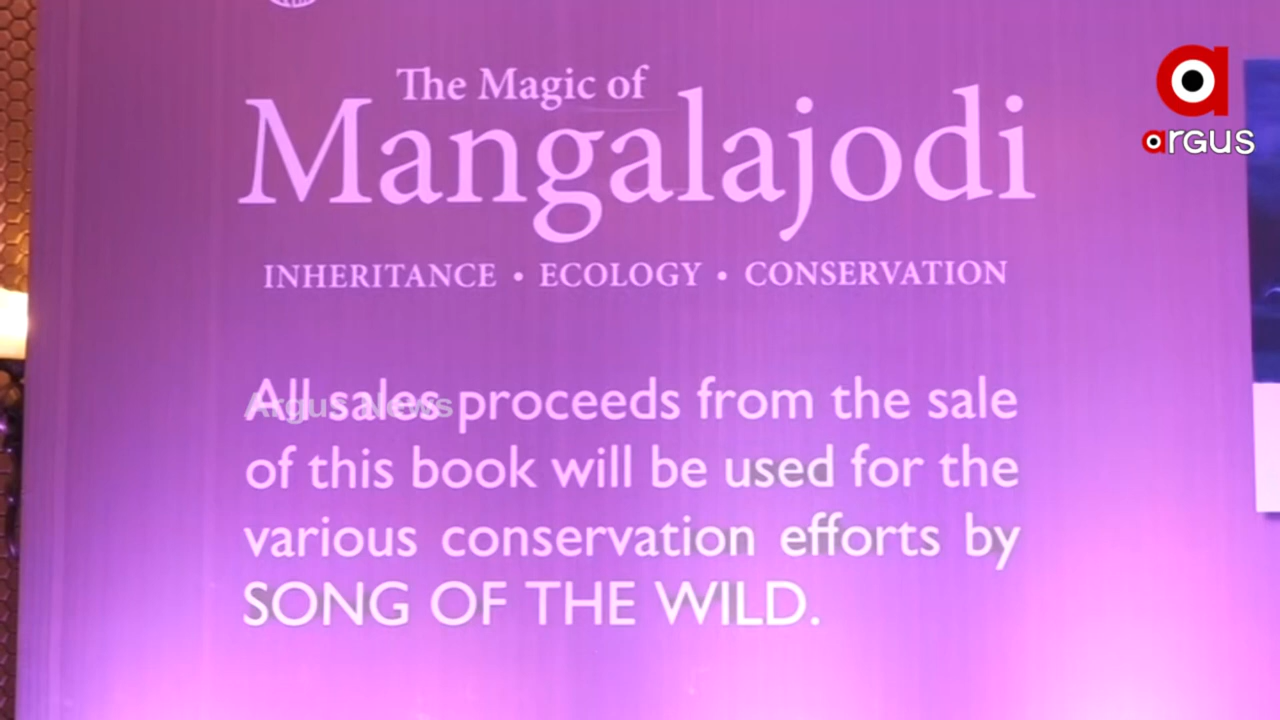 The Magic of
Mangalajodi
INHERITANCE • ECOLOGY • CONSERVATION
argus
All sales proceeds from the sale
Argus News
of this book will be used for the
various conservation efforts by
SONG OF THE WILD.